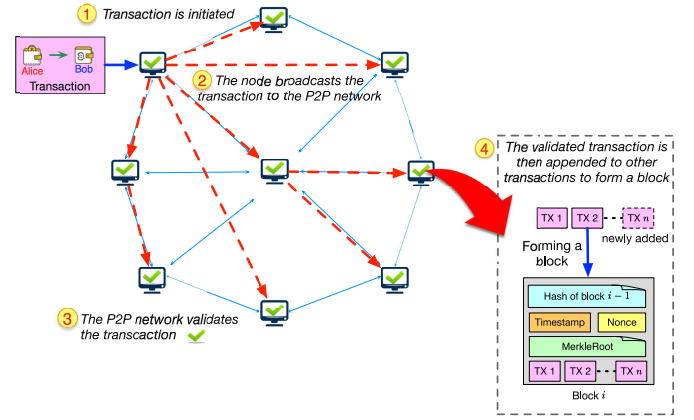 1 Transaction is initiated
Alice Bob
Transaction
2 The node broadcasts the
transaction to the P2P network
3 The P2P network validates
the transcaction
4
The validated transaction is
then appended to other
transactions to form a block
TX 1 TX 2 TX n
newly added
Forming a
block
Hash of block i − 1
Timestamp Nonce
MerkleRoot
TX 1 TX 2 TX n
Block i